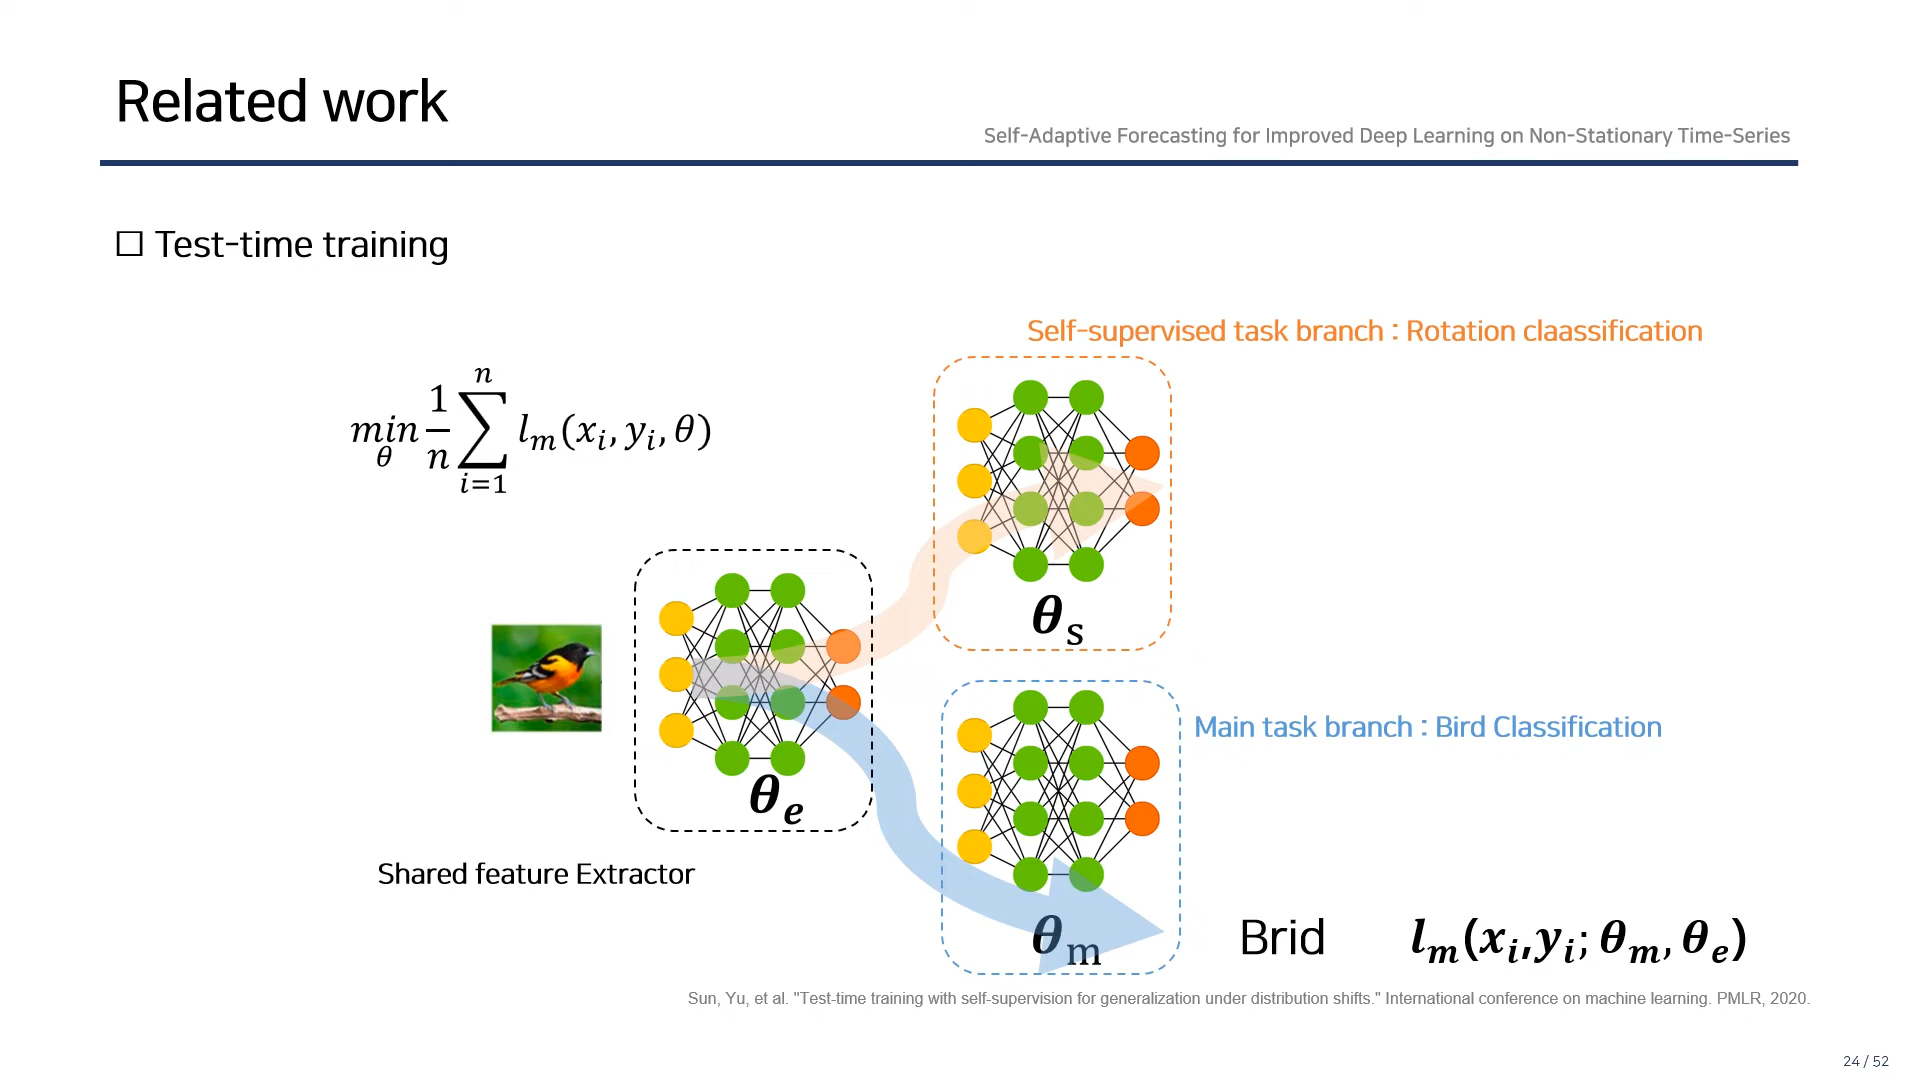 Related work
Self-Adaptive Forecasting for Improved Deep Learning on Non-Stationary Time-Series
□ Test-time training
Self-supervised task branch : Rotation claassification
min_θ 1/n ∑_{i=1}^{n} l_m(x_i, y_i, θ)
θ_s
θ_e
Main task branch : Bird Classification
Shared feature Extractor
θ_m
Brid
l_m(x_i,y_i; θ_m, θ_e)
Sun, Yu, et al. "Test-time training with self-supervision for generalization under distribution shifts." International conference on machine learning. PMLR, 2020.
24 / 52